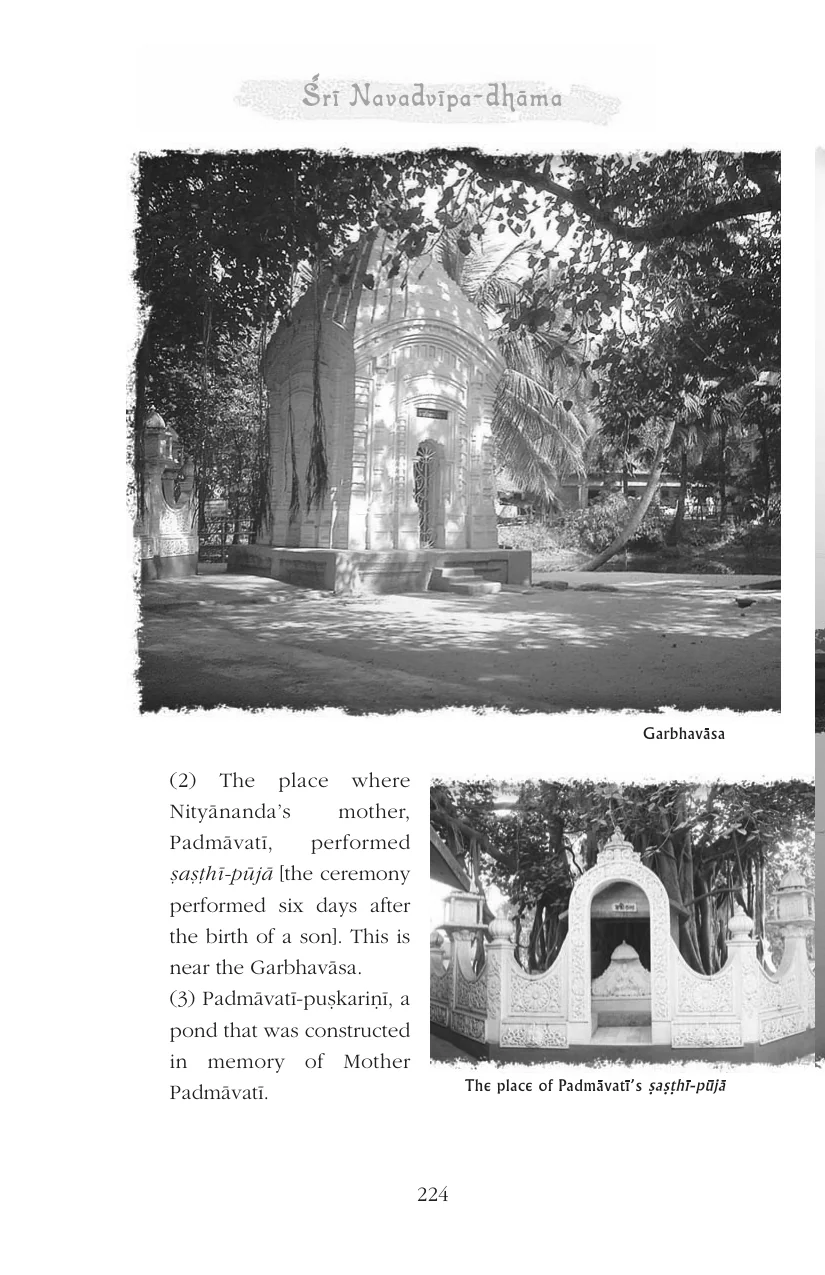 Śrī Navadvīpa-dhāma
Garbhavāsa
(2) The place where
Nityānanda’s mother,
Padmāvatī, performed
ṣaṣṭhī-pūjā [the ceremony
performed six days after
the birth of a son]. This is
near the Garbhavāsa.
(3) Padmāvatī-puṣkariṇī, a
pond that was constructed
in memory of Mother
Padmāvatī.
The place of Padmāvatī’s ṣaṣṭhī-pūjā
224